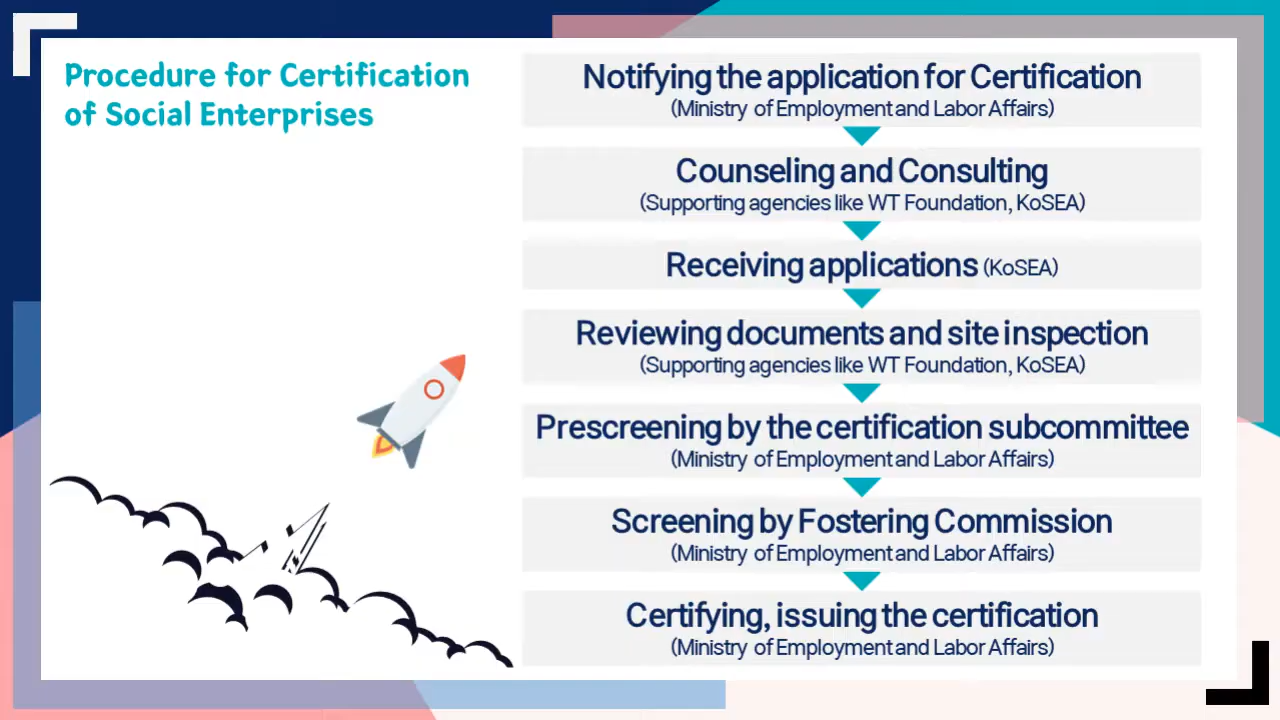 Procedure for Certification
of Social Enterprises
Notifying the application for Certification
(Ministry of Employment and Labor Affairs)
Counseling and Consulting
(Supporting agencies like WT Foundation, KoSEA)
Receiving applications (KoSEA)
Reviewing documents and site inspection
(Supporting agencies like WT Foundation, KoSEA)
Prescreening by the certification subcommittee
(Ministry of Employment and Labor Affairs)
Screening by Fostering Commission
(Ministry of Employment and Labor Affairs)
Certifying, issuing the certification
(Ministry of Employment and Labor Affairs)